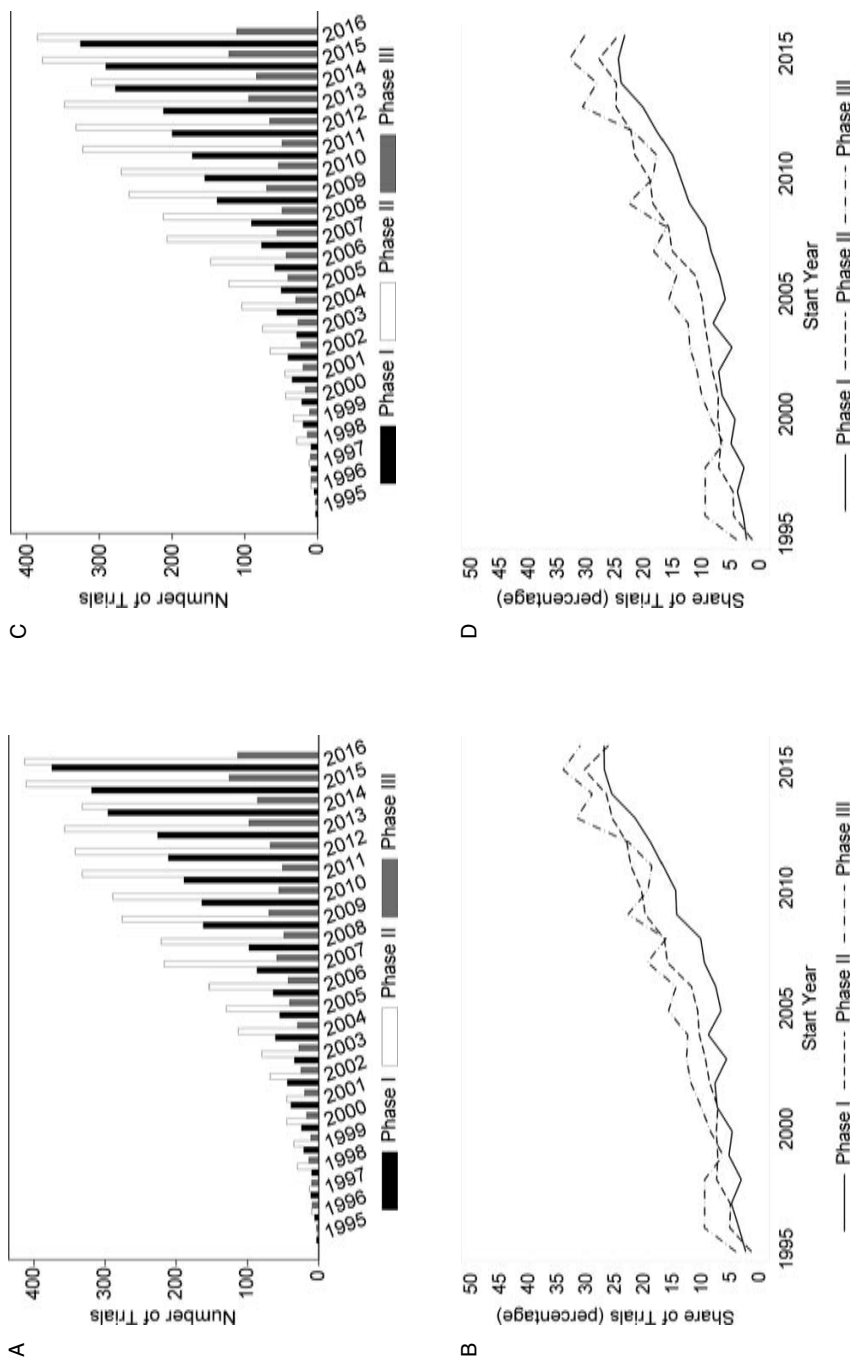 A
Number of Trials
400
300
200
100
0
1995 1996 1997 1998 1999 2000 2001 2002 2003 2004 2005 2006 2007 2008 2009 2010 2011 2012 2013 2014 2015 2016
Phase I Phase II Phase III
C
Number of Trials
400
300
200
100
0
1995 1996 1997 1998 1999 2000 2001 2002 2003 2004 2005 2006 2007 2008 2009 2010 2011 2012 2013 2014 2015 2016
Phase I Phase II Phase III
B
Share of Trials (percentage)
50
45
40
35
30
25
20
15
10
5
0
1995 2000 2005 2010 2015
Start Year
Phase I Phase II Phase III
D
Share of Trials (percentage)
50
45
40
35
30
25
20
15
10
5
0
1995 2000 2005 2010 2015
Start Year
Phase I Phase II Phase III